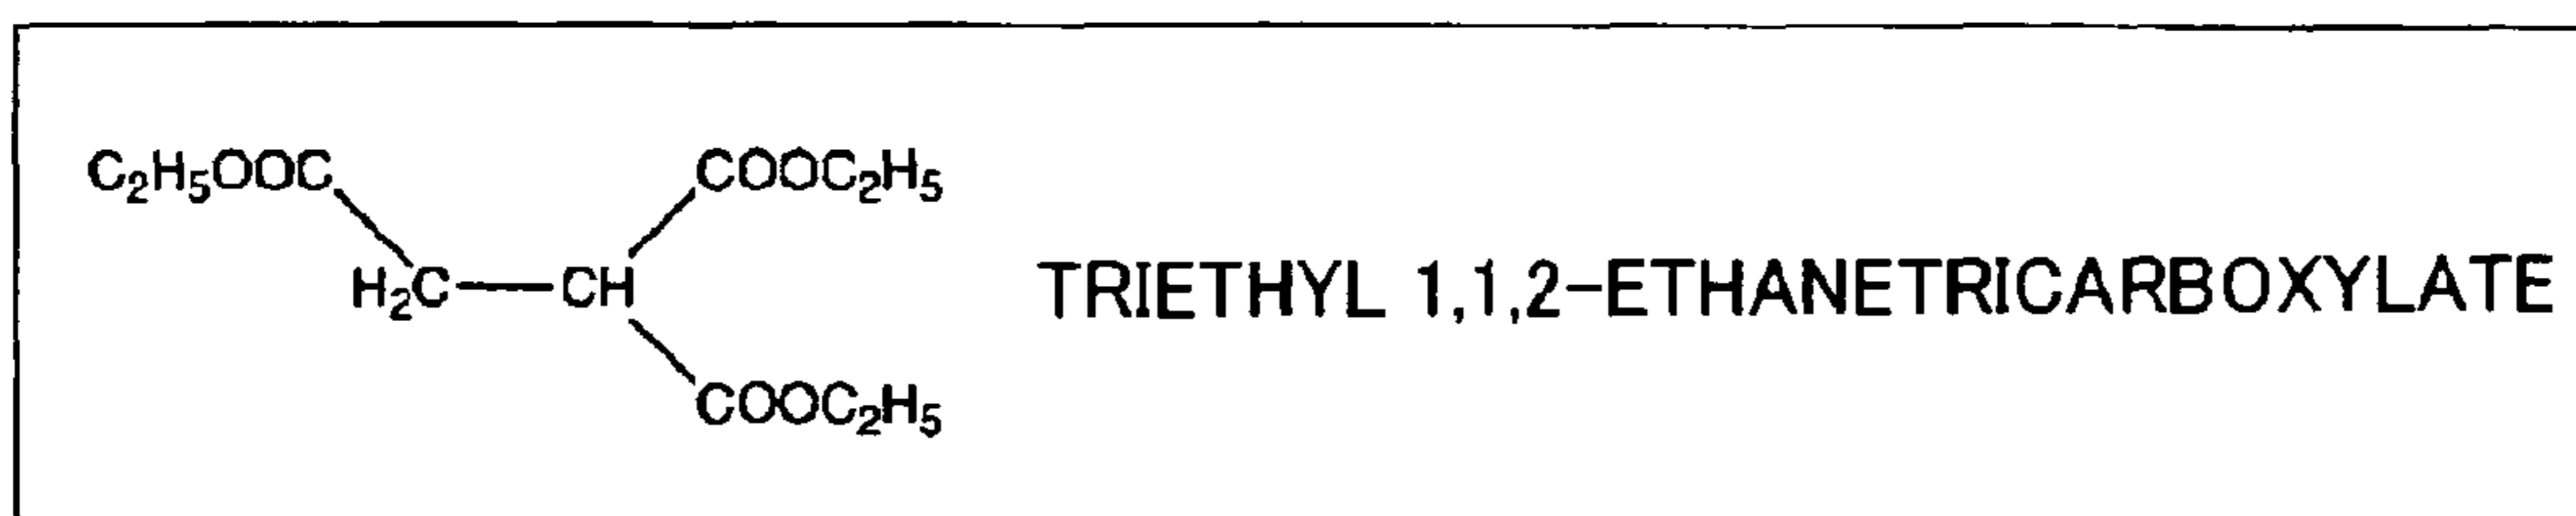 C₂H₅OOC COOC₂H₅
H₂C—CH TRIETHYL 1,1,2-ETHANETRICARBOXYLATE
COOC₂H₅